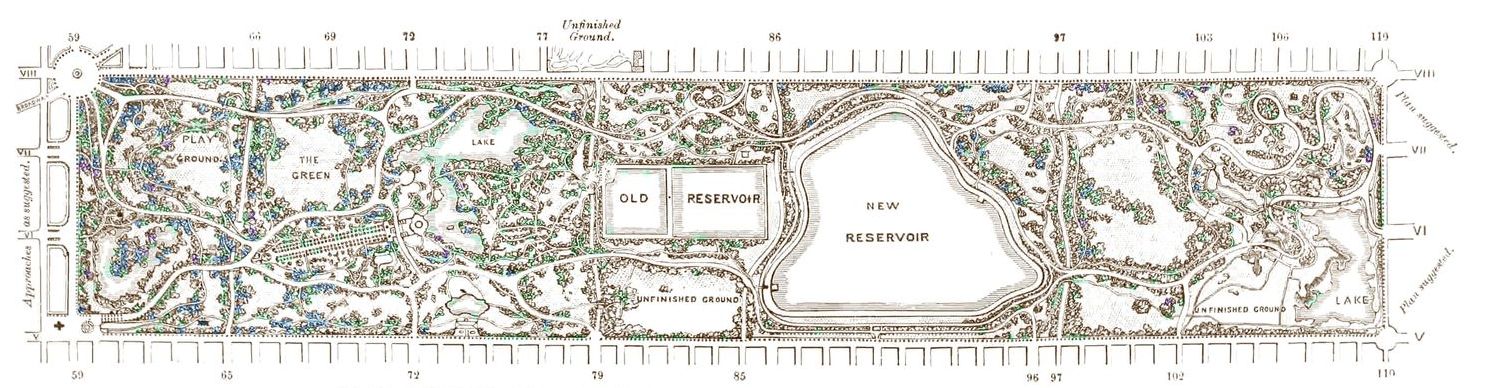 Unfinished
Ground.
59 66 69 72 77 86 97 103 106 110
VIII
VIII
BROADWAY
Plan suggested.
PLAY
GROUND.
THE
GREEN
LAKE
VII
VII
OLD RESERVOIR
NEW
RESERVOIR
Approaches as suggested.
VI
VI
Plan suggested.
UNFINISHED GROUND
UNFINISHED GROUND
LAKE
V
V
59 65 72 79 85 96 97 102 110